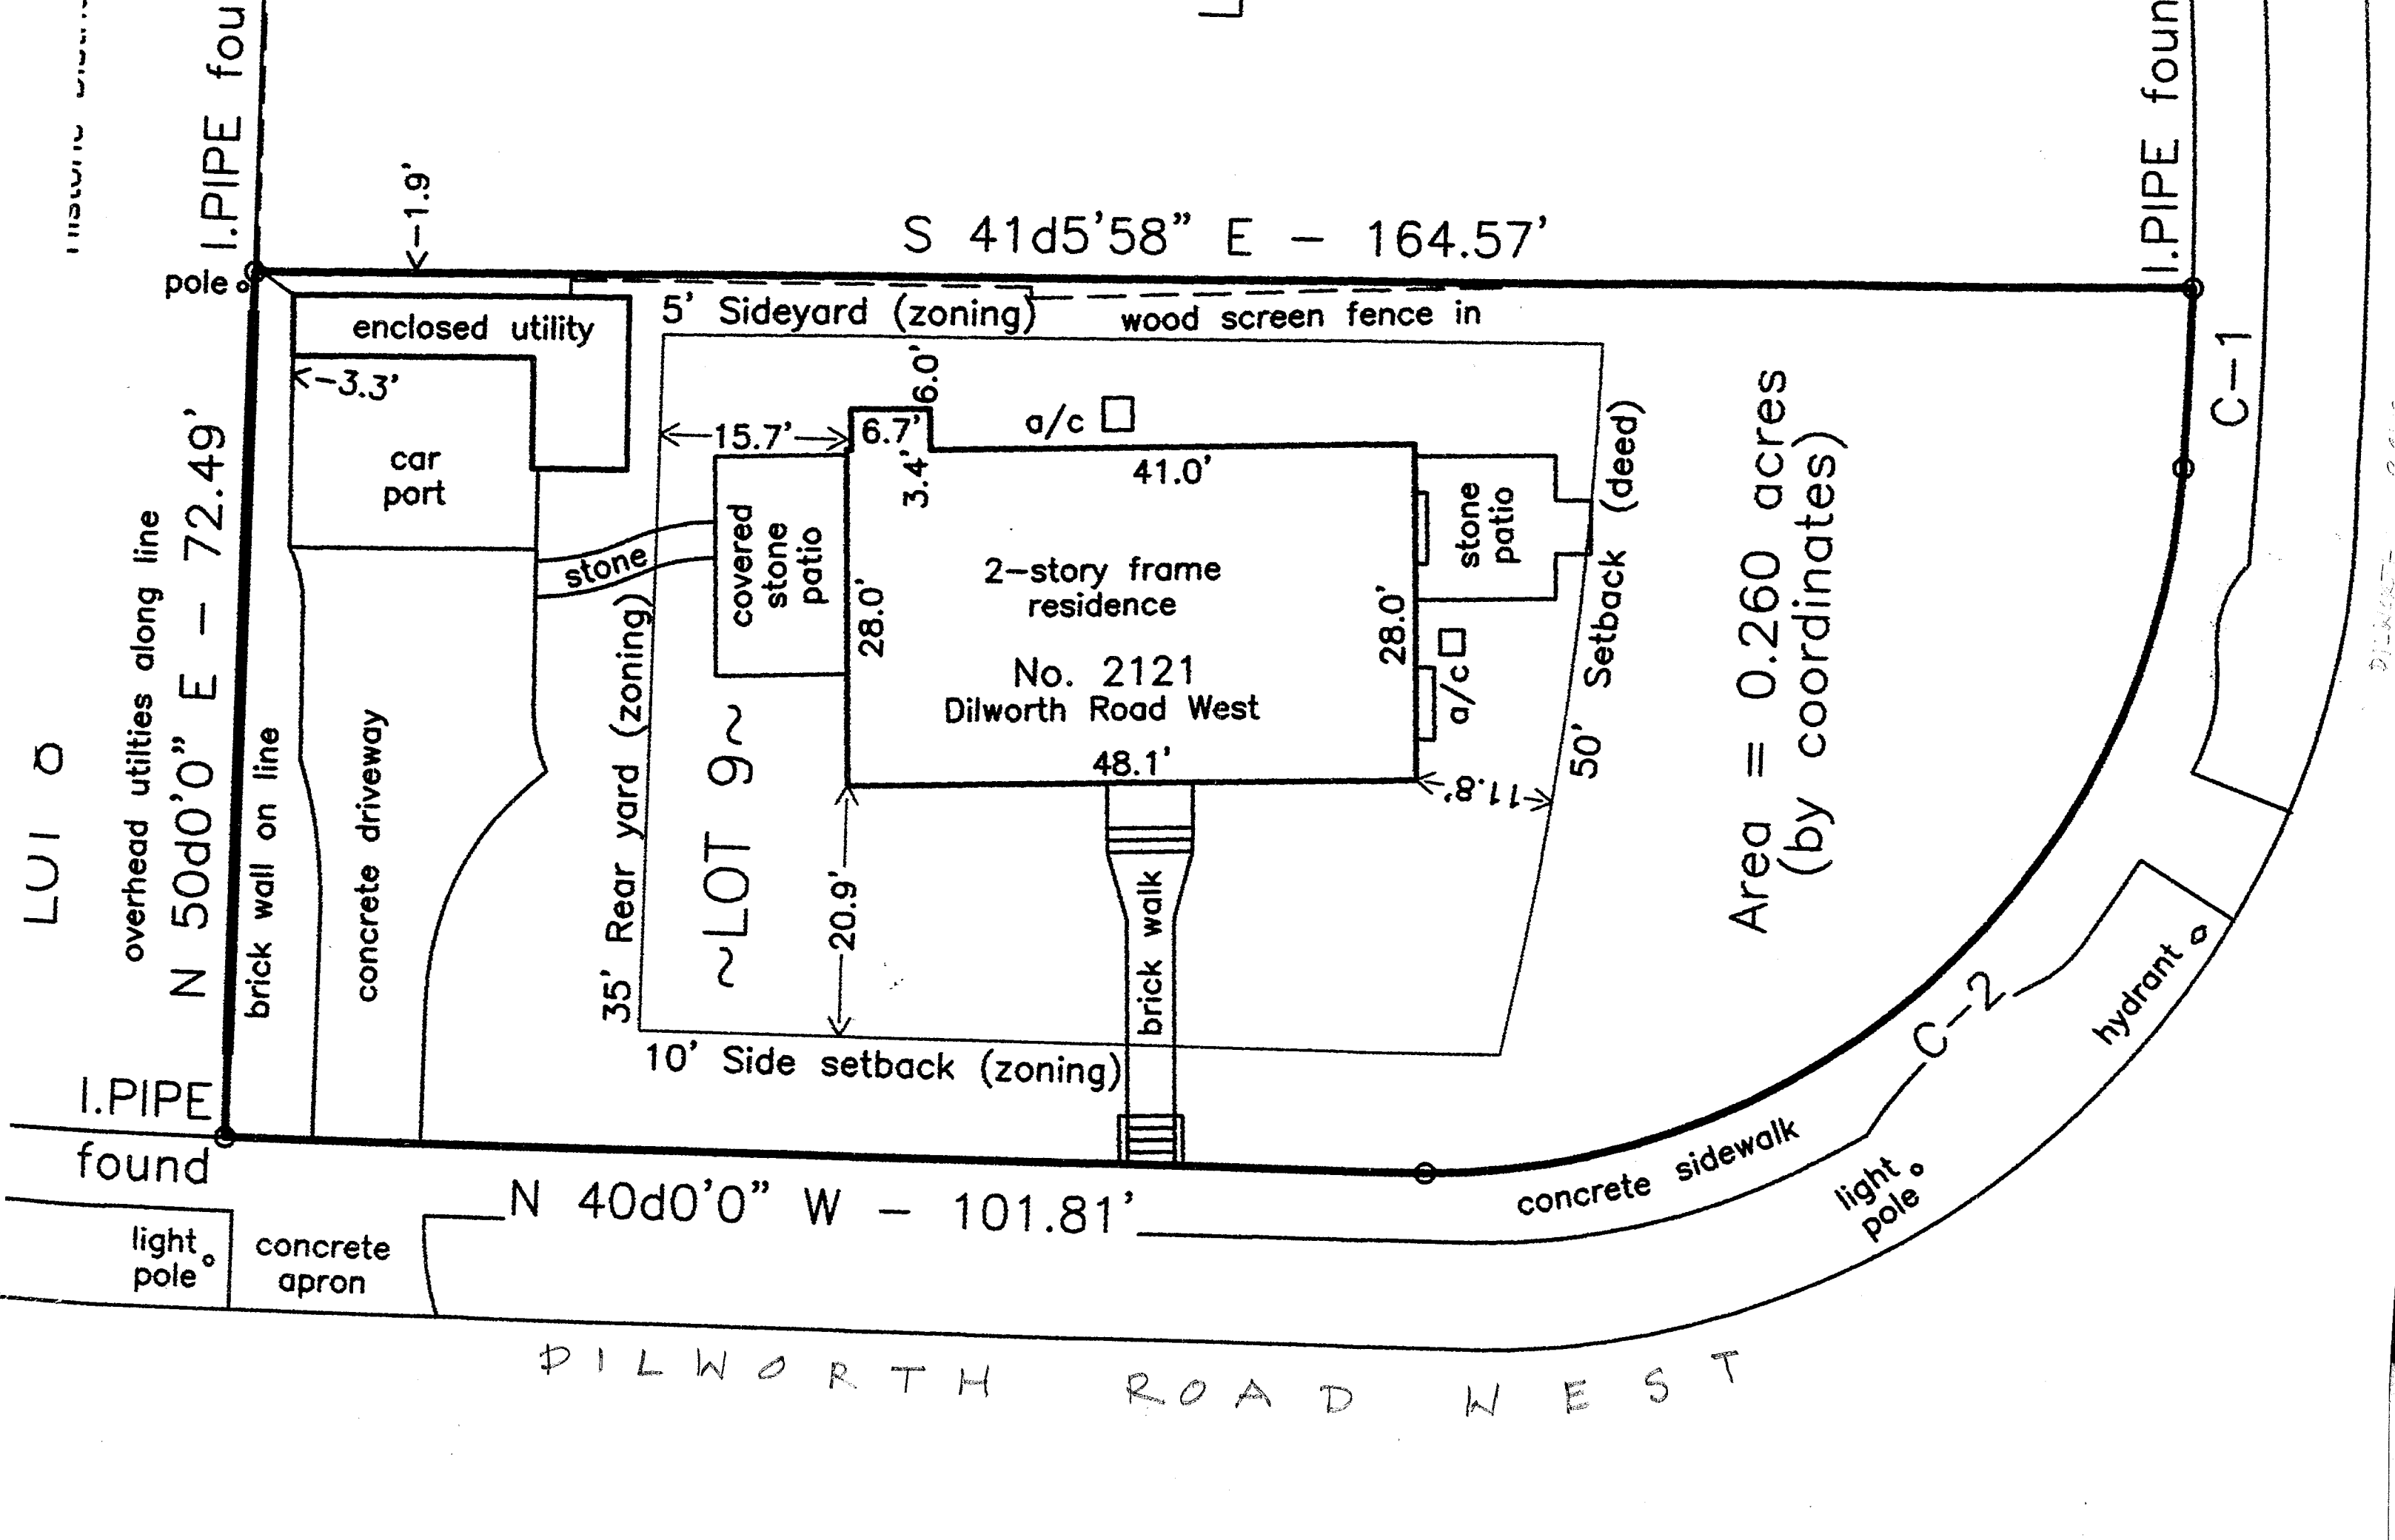 I.PIPE fou
I.PIPE foun
-1.9'
S 41d5'58" E - 164.57'
pole
enclosed utility
5' Sideyard (zoning)
wood screen fence in
-3.3'
car
port
15.7'
6.7'
6.0'
3.4'
a/c
41.0'
C-1
overhead utilties along line
N 50d0'0" E - 72.49'
brick wall on line
concrete driveway
stone
covered
stone
patio
28.0'
2-story frame
residence
No. 2121
Dilworth Road West
48.1'
28.0'
stone
patio
a/c
50' Setback (deed)
11.8'
Area = 0.260 acres
(by coordinates)
35' Rear yard (zoning)
~LOT 9~
20.9'
brick walk
10' Side setback (zoning)
C-2
hydrant
I.PIPE
found
N 40d0'0" W - 101.81'
concrete sidewalk
light
pole
light
pole
concrete
apron
DILWORTH ROAD WEST